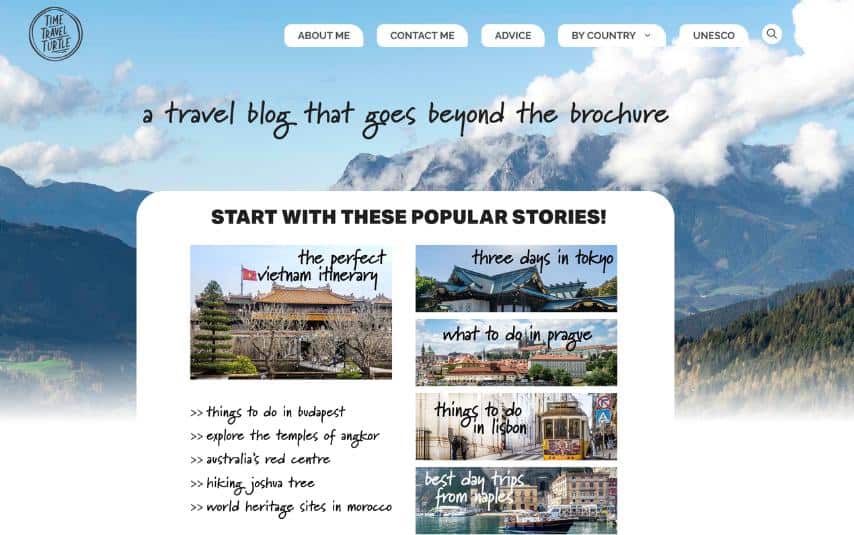 TIME
TRAVEL
TURTLE
ABOUT ME
CONTACT ME
ADVICE
BY COUNTRY
UNESCO
a travel blog that goes beyond the brochure
START WITH THESE POPULAR STORIES!
the perfect
vietnam itinerary
three days in tokyo
what to do in prague
things to do
in lisbon
best day trips
from naples
>> things to do in budapest
>> explore the temples of angkor
>> australia's red centre
>> hiking joshua tree
>> world heritage sites in morocco